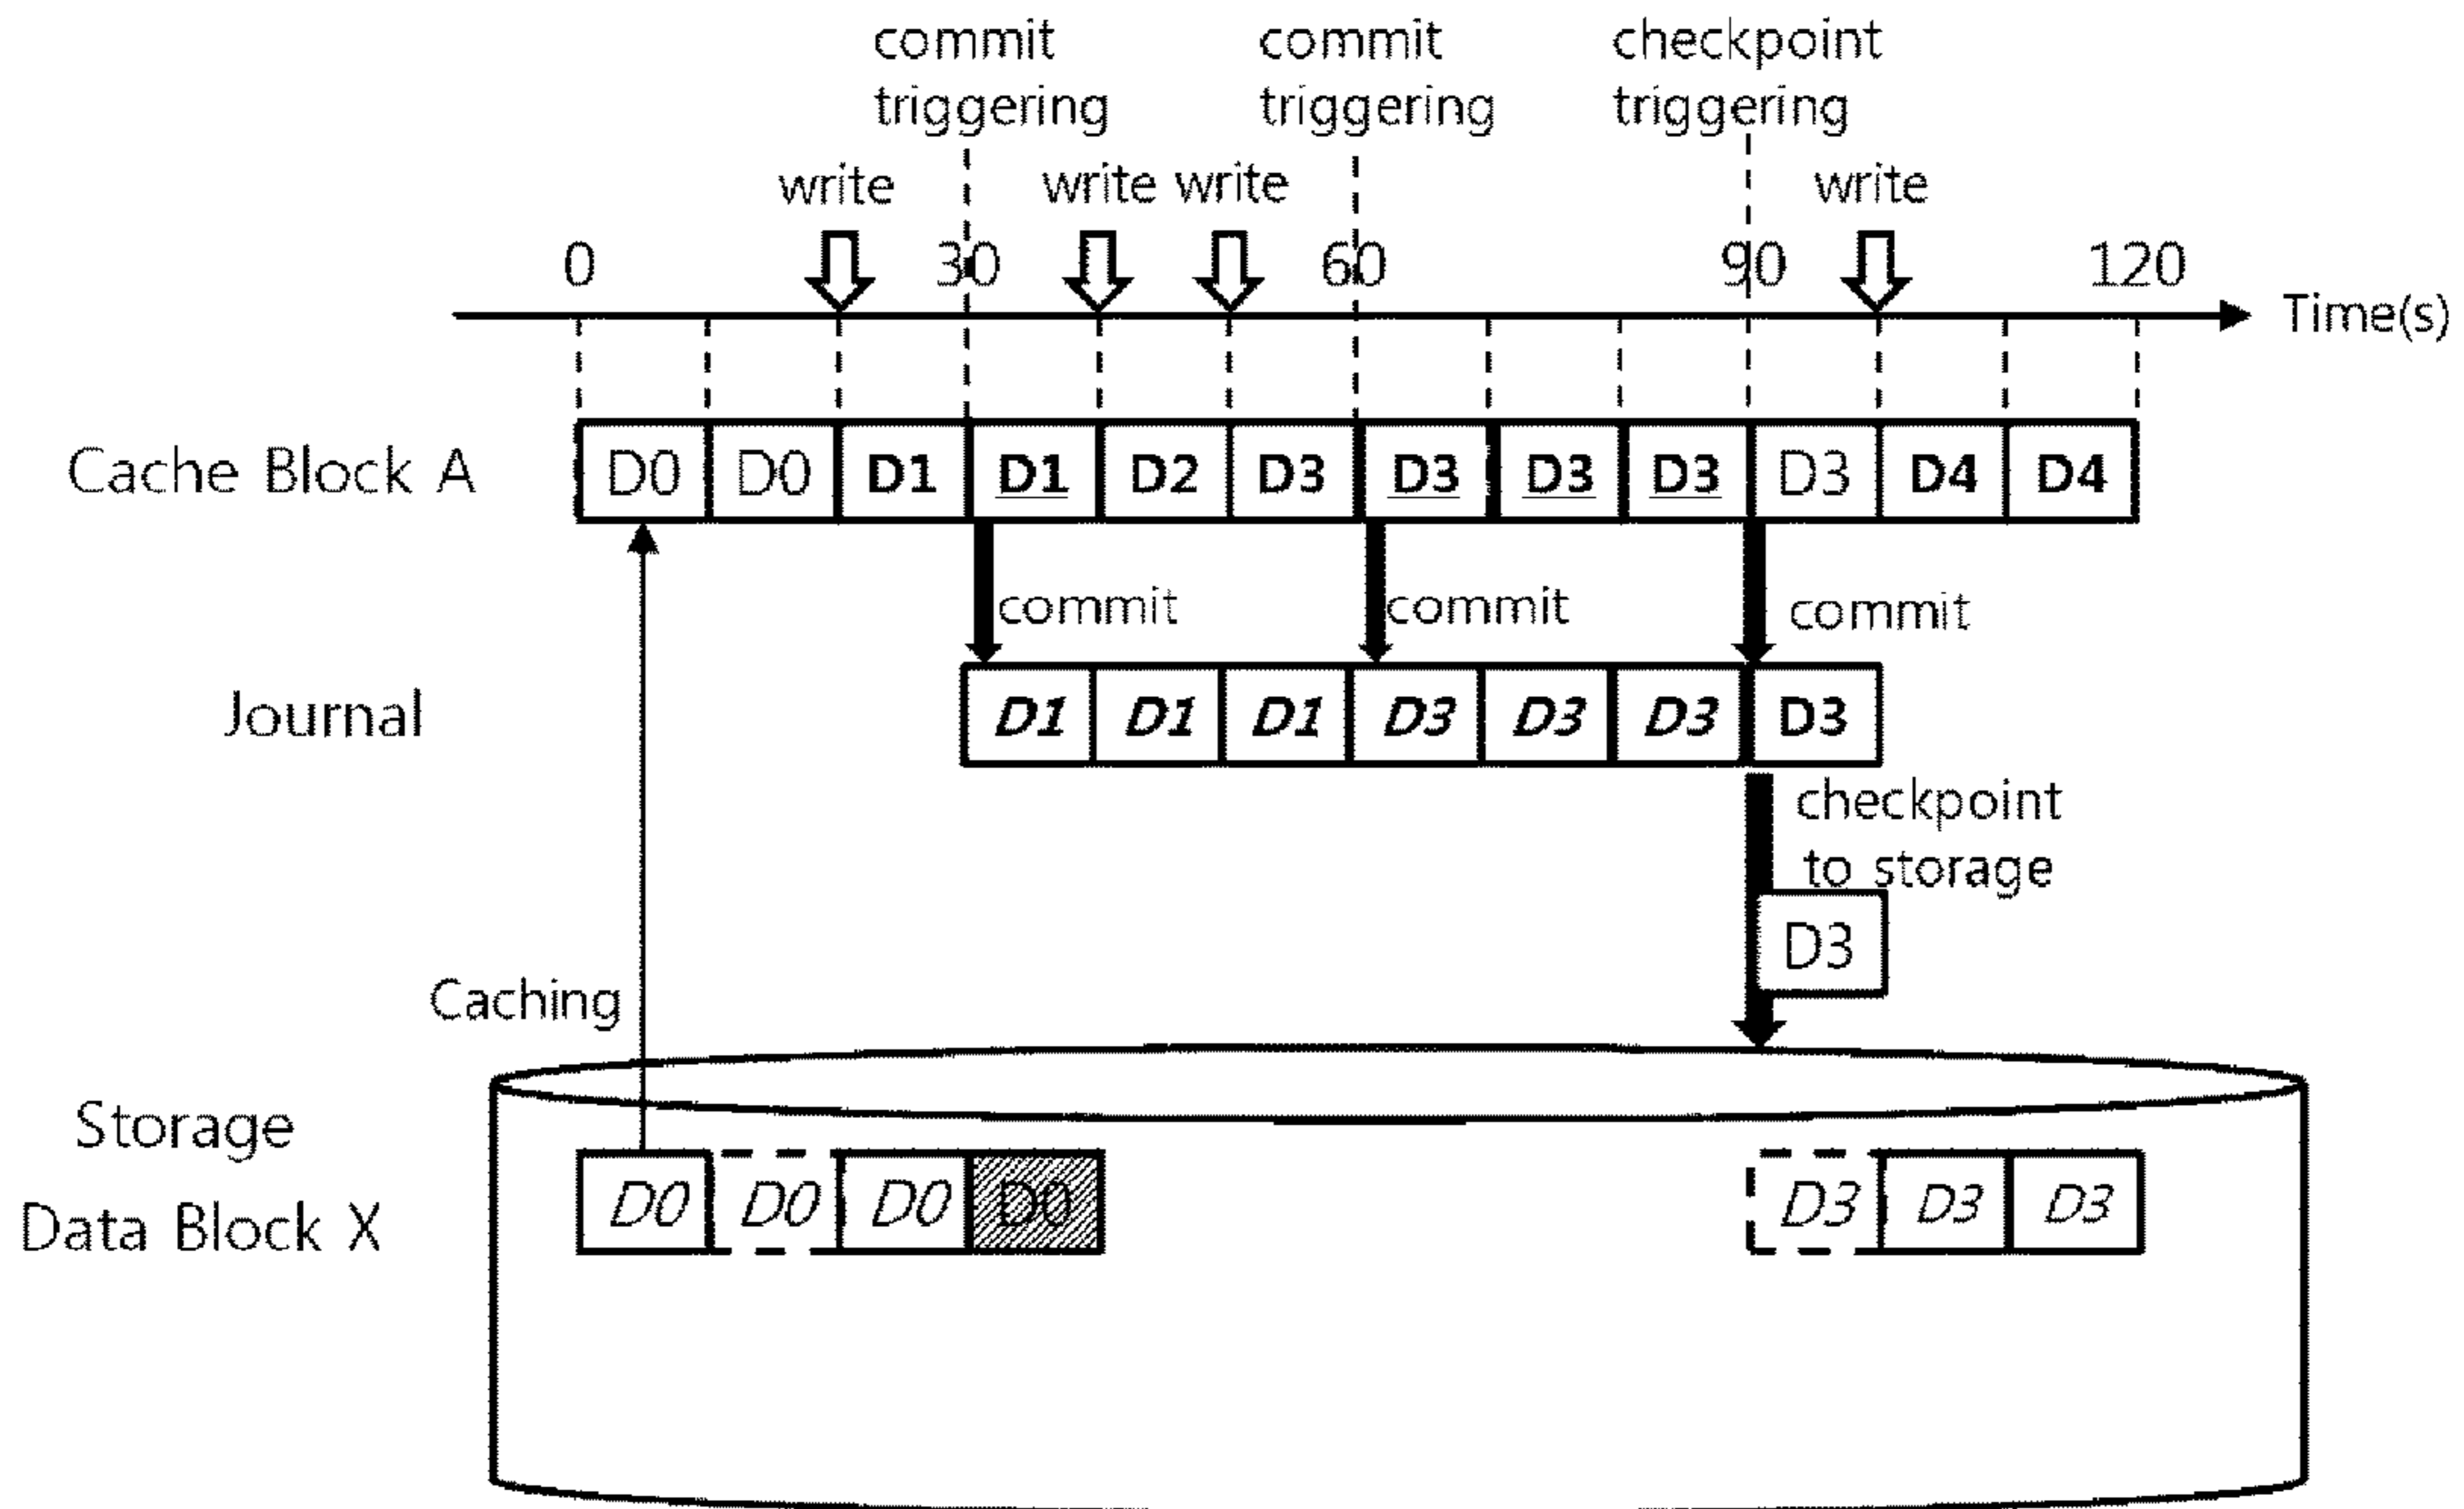 commit commit checkpoint
triggering triggering triggering
write write write write
0 30 60 90 120
Time(s)
Cache Block A D0 D0 D1 D1 D2 D3 D3 D3 D3 D3 D4 D4
commit commit commit
Journal D1 D1 D1 D3 D3 D3 D3
checkpoint
to storage
D3
Caching
Storage
Data Block X D0 D0 D0 D0 D3 D3 D3